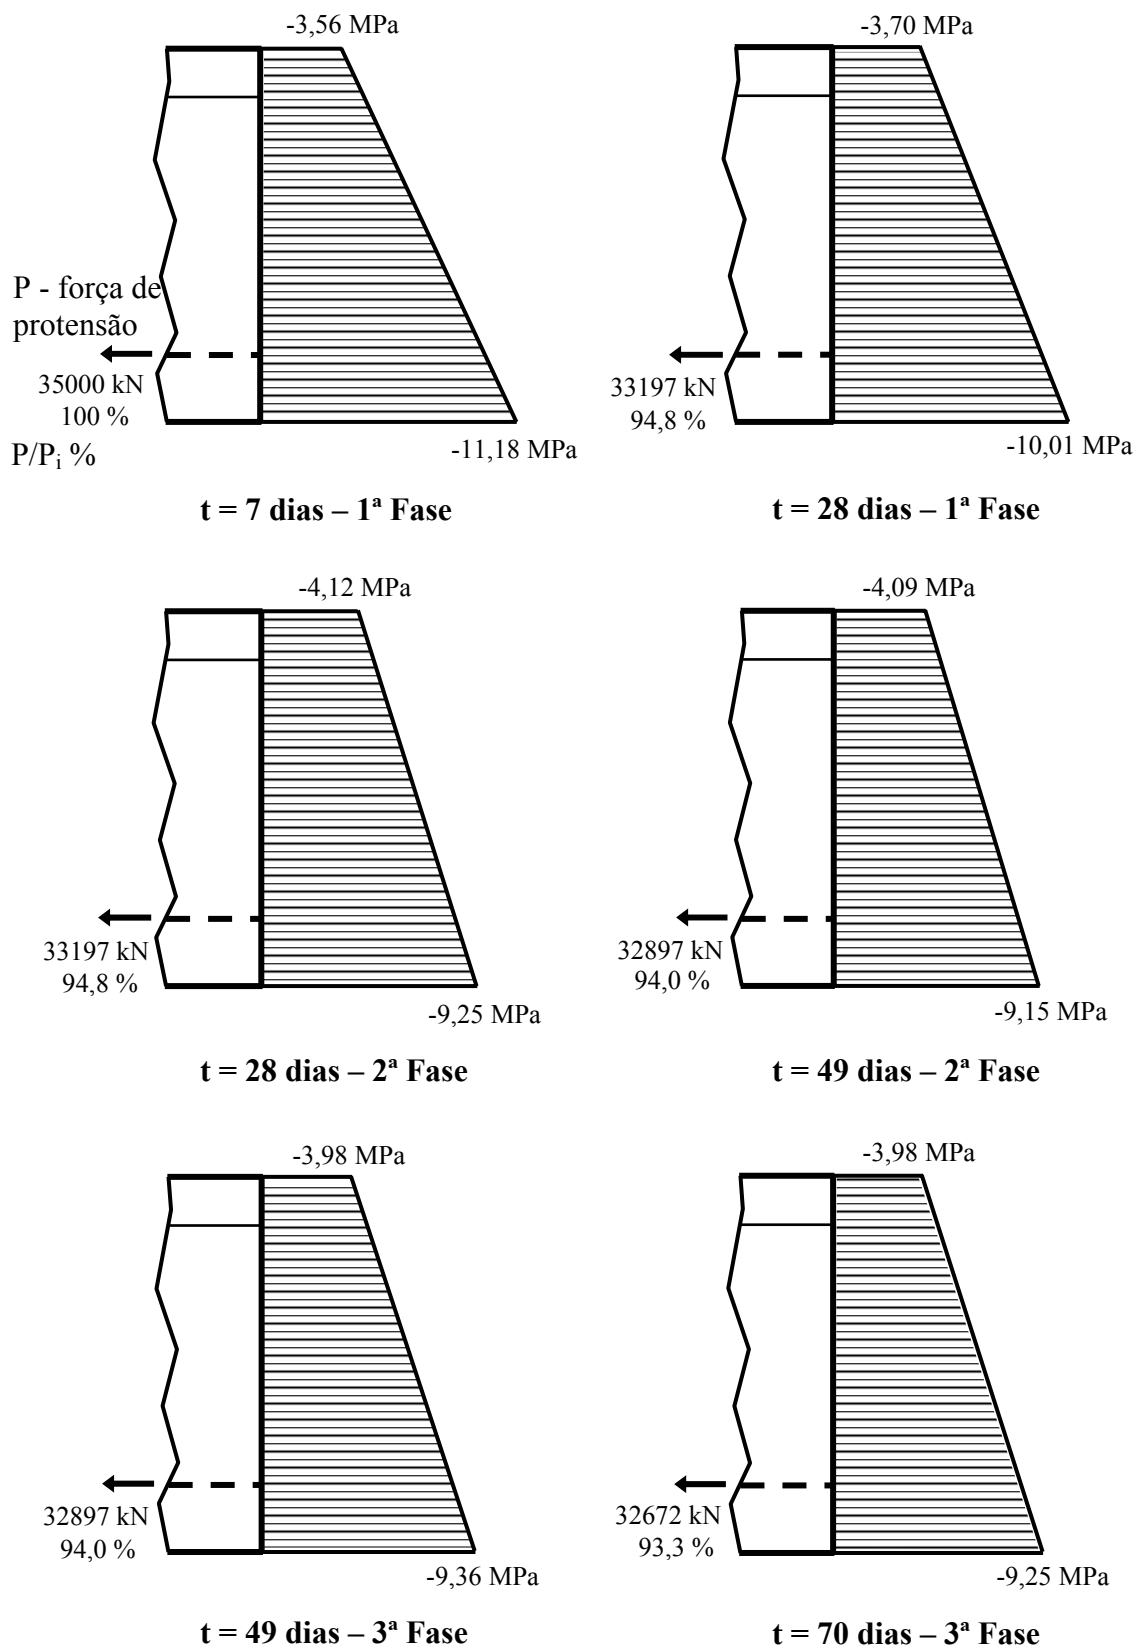 -3,56 MPa
P - força de
protensão
35000 kN
100 %
P/Pi %
-11,18 MPa
t = 7 dias – 1ª Fase
-3,70 MPa
33197 kN
94,8 %
-10,01 MPa
t = 28 dias – 1ª Fase
-4,12 MPa
33197 kN
94,8 %
-9,25 MPa
t = 28 dias – 2ª Fase
-4,09 MPa
32897 kN
94,0 %
-9,15 MPa
t = 49 dias – 2ª Fase
-3,98 MPa
32897 kN
94,0 %
-9,36 MPa
t = 49 dias – 3ª Fase
-3,98 MPa
32672 kN
93,3 %
-9,25 MPa
t = 70 dias – 3ª Fase